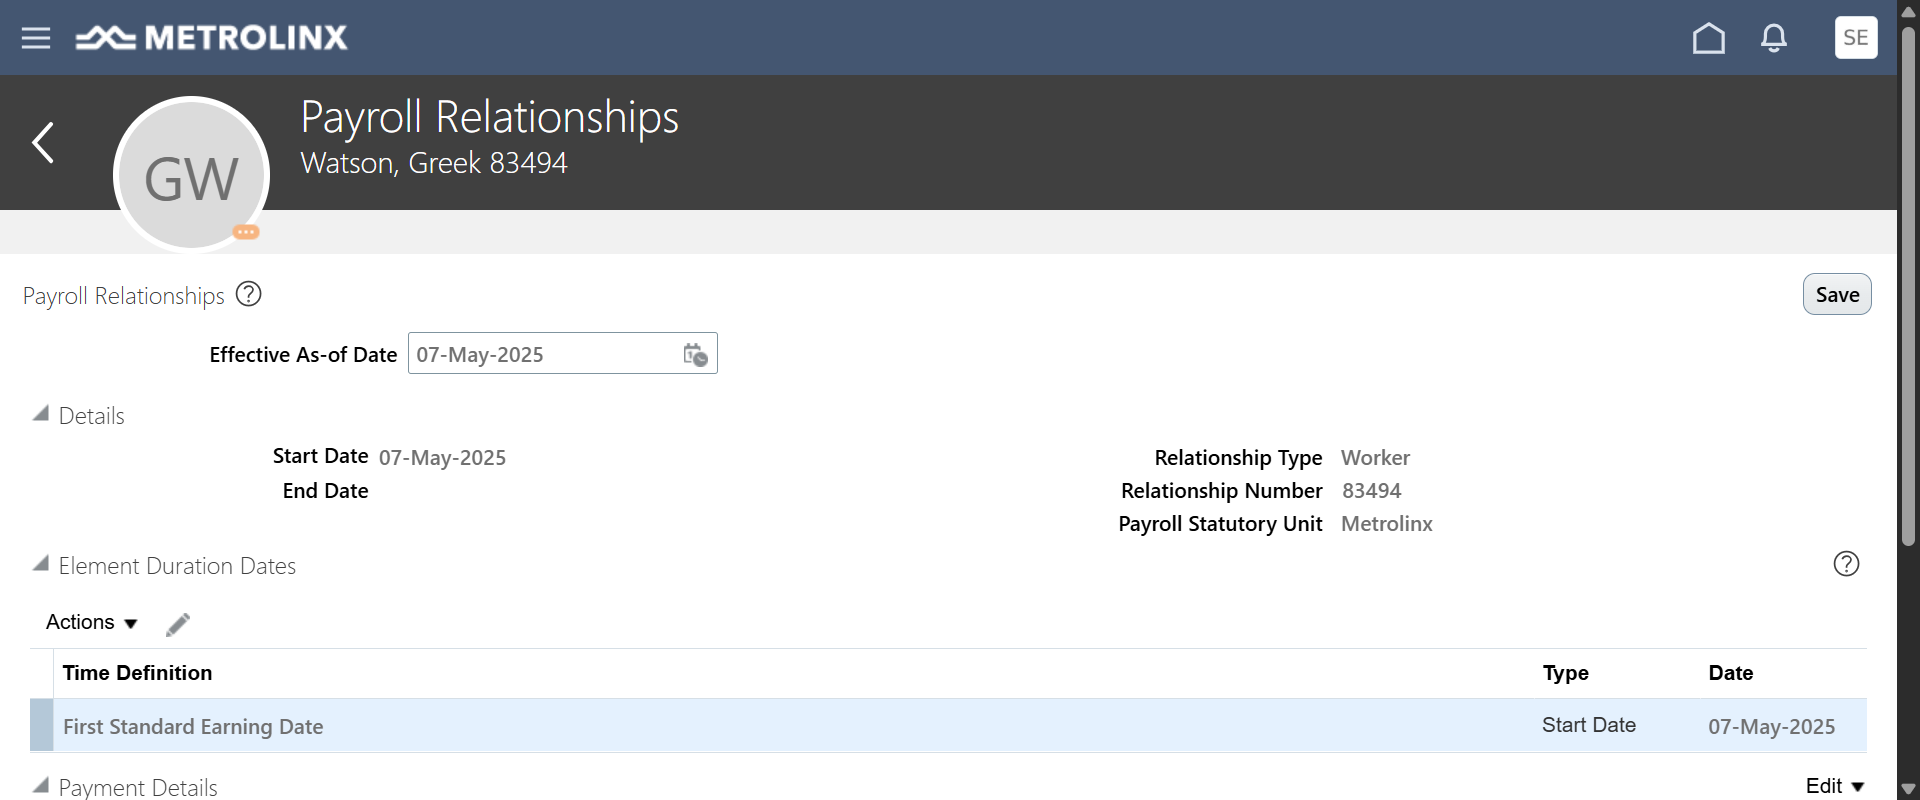 METROLINX
SE
GW
Payroll Relationships
Watson, Greek 83494
Payroll Relationships
Save
Effective As-of Date 07-May-2025
Details
Start Date 07-May-2025
End Date
Relationship Type Worker
Relationship Number 83494
Payroll Statutory Unit Metrolinx
Element Duration Dates
Actions
Time Definition Type Date
First Standard Earning Date Start Date 07-May-2025
Payment Details Edit